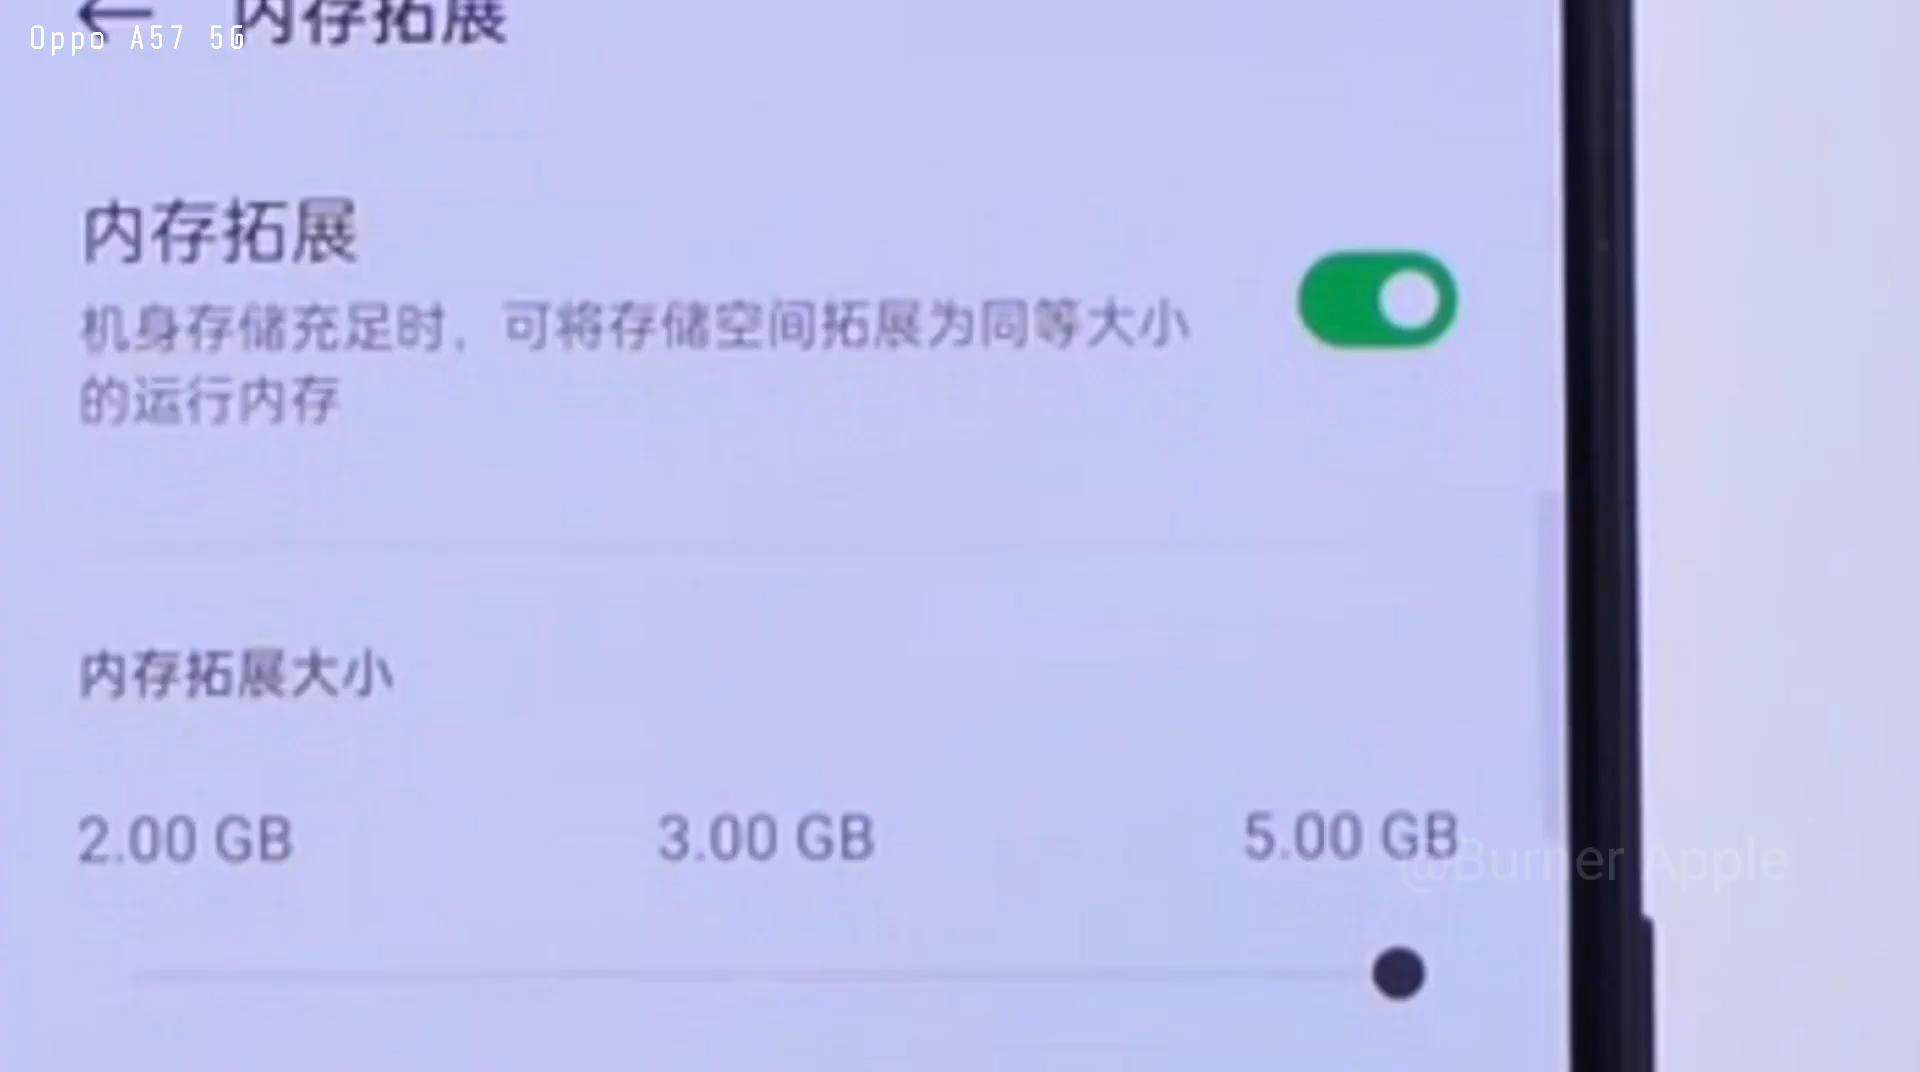 Oppo A57 5G
内存拓展
内存拓展
机身存储充足时，可将存储空间拓展为同等大小
的运行内存
内存拓展大小
2.00 GB 3.00 GB 5.00 GB
@Burner Apple